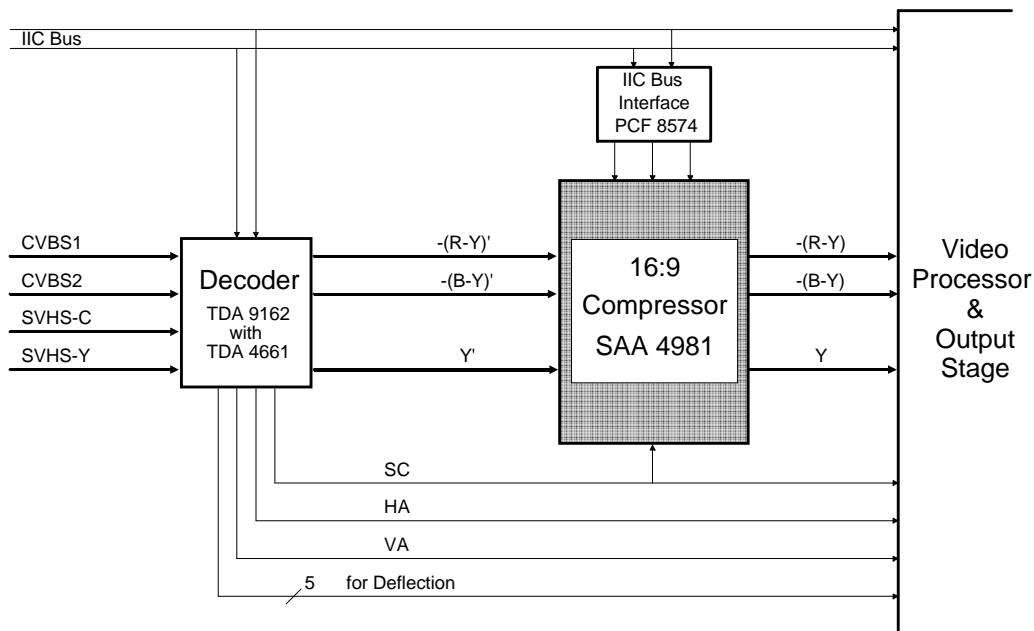 IIC Bus
IIC Bus
Interface
PCF 8574
CVBS1
CVBS2
SVHS-C
SVHS-Y
Decoder
TDA 9162
with
TDA 4661
-(R-Y)'
-(B-Y)'
Y'
16:9
Compressor
SAA 4981
-(R-Y)
-(B-Y)
Y
Video
Processor
&
Output
Stage
SC
HA
VA
5 for Deflection